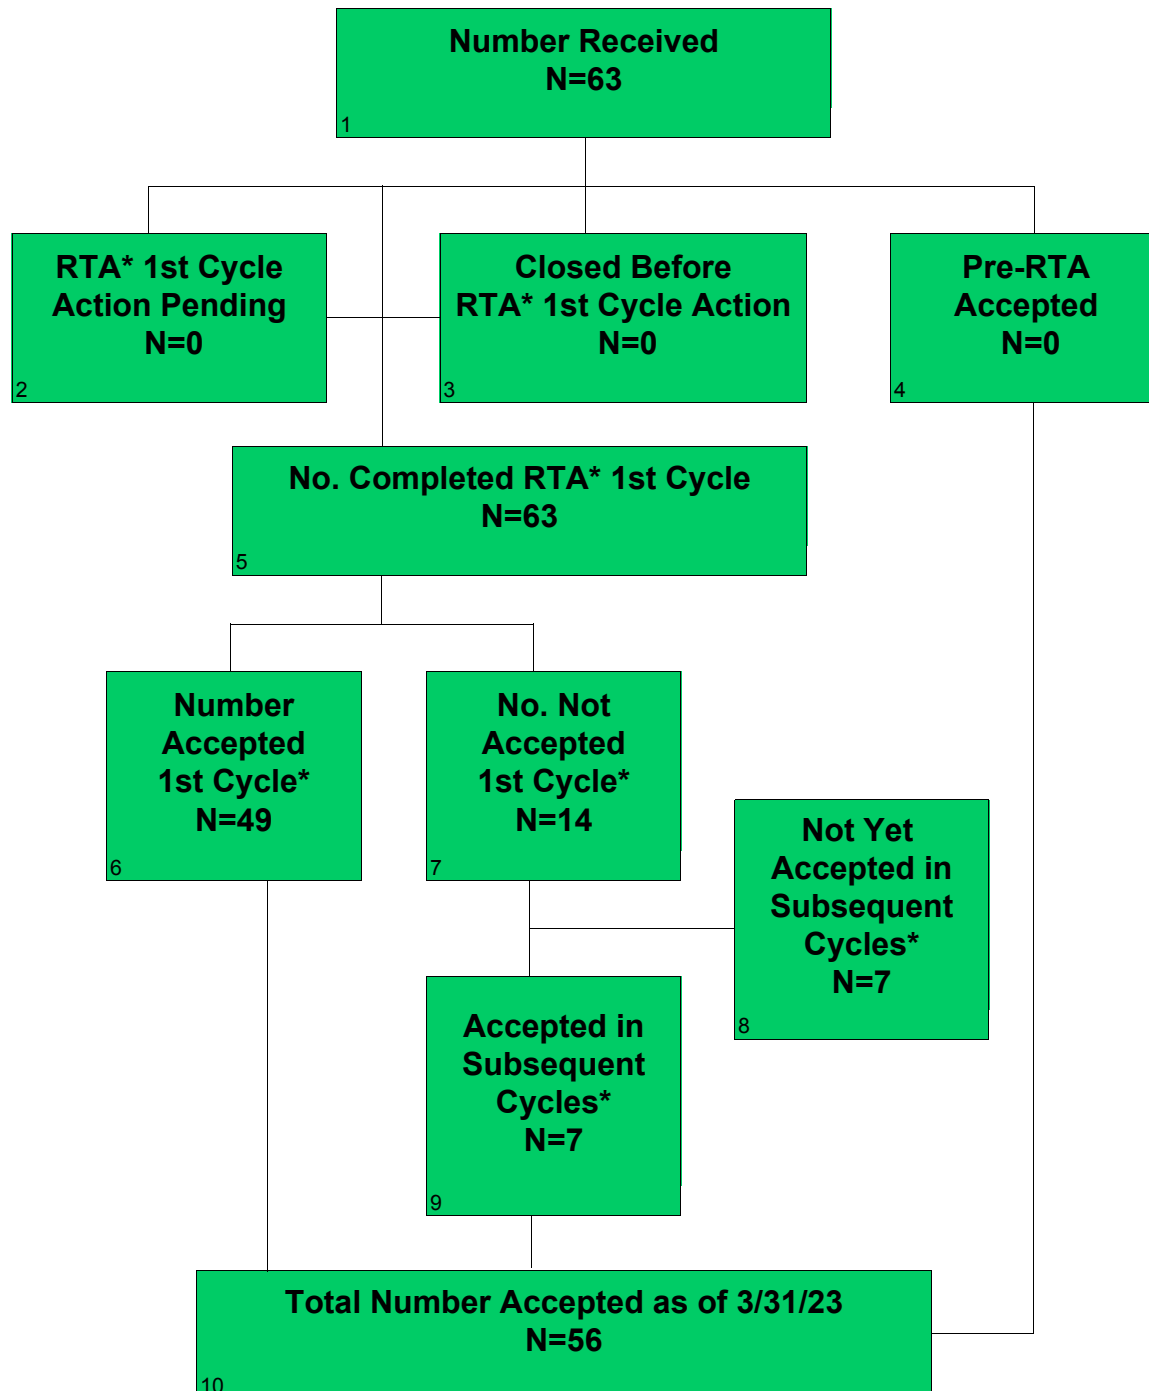 Number Received
N=63
1
RTA* 1st Cycle
Action Pending
N=0
2
Closed Before
RTA* 1st Cycle Action
N=0
3
Pre-RTA
Accepted
N=0
4
No. Completed RTA* 1st Cycle
N=63
5
Number
Accepted
1st Cycle*
N=49
6
No. Not
Accepted
1st Cycle*
N=14
7
Not Yet
Accepted in
Subsequent
Cycles*
N=7
8
Accepted in
Subsequent
Cycles*
N=7
9
Total Number Accepted as of 3/31/23
N=56
10